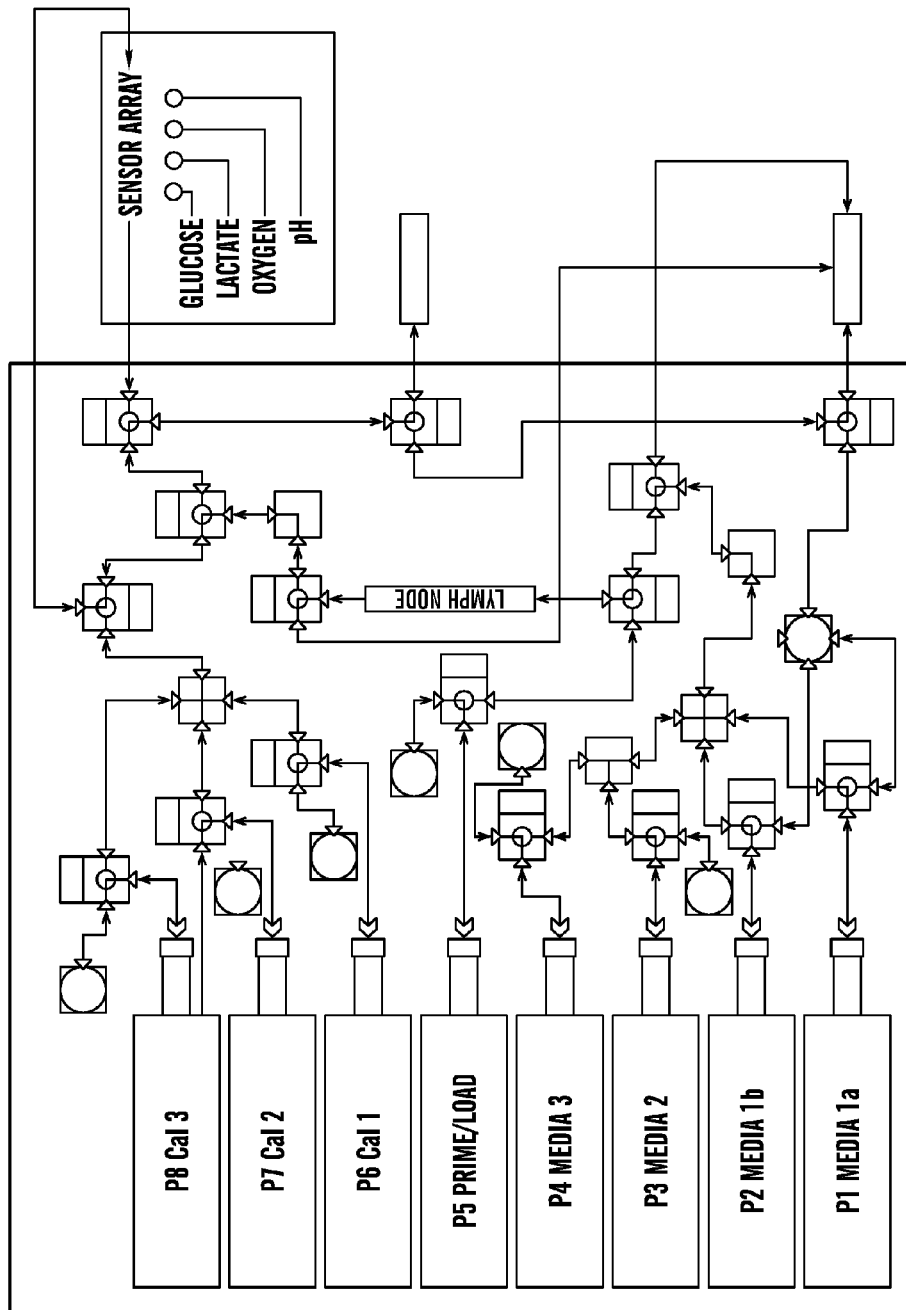 SENSOR ARRAY
GLUCOSE
LACTATE
OXYGEN
pH
LYMPH NODE
P8 Cal 3
P7 Cal 2
P6 Cal 1
P5 PRIME/LOAD
P4 MEDIA 3
P3 MEDIA 2
P2 MEDIA 1b
P1 MEDIA 1a